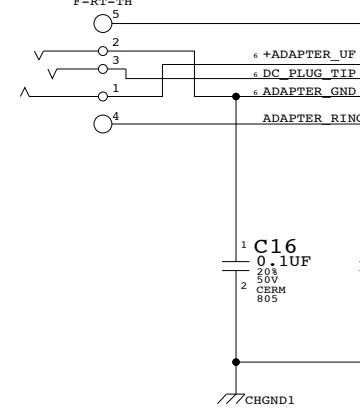 F-RT-TH
5
2
3
1
4
6 +ADAPTER_UF
6 DC_PLUG_TIP
6 ADAPTER_GND
ADAPTER_RING
1
C16
0.1UF
20%
50V
2
CERM
805
CHGND1